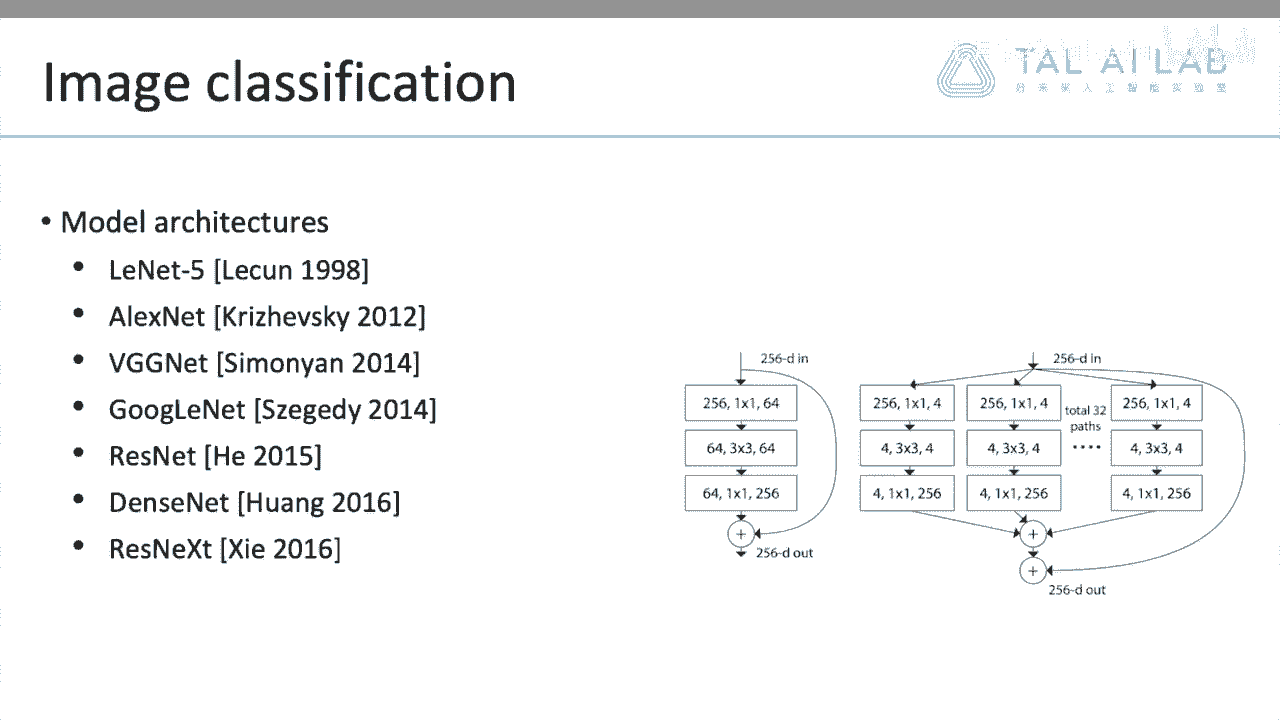 Image classification
TAL AI LAB
• Model architectures
• LeNet-5 [Lecun 1998]
• AlexNet [Krizhevsky 2012]
• VGGNet [Simonyan 2014]
• GoogLeNet [Szegedy 2014]
• ResNet [He 2015]
• DenseNet [Huang 2016]
• ResNeXt [Xie 2016]
256-d in
256, 1x1, 64
64, 3x3, 64
64, 1x1, 256
+
256-d out
256-d in
256, 1x1, 4
256, 1x1, 4
total 32
paths
256, 1x1, 4
4, 3x3, 4
4, 3x3, 4
....
4, 3x3, 4
4, 1x1, 256
4, 1x1, 256
4, 1x1, 256
+
+
256-d out